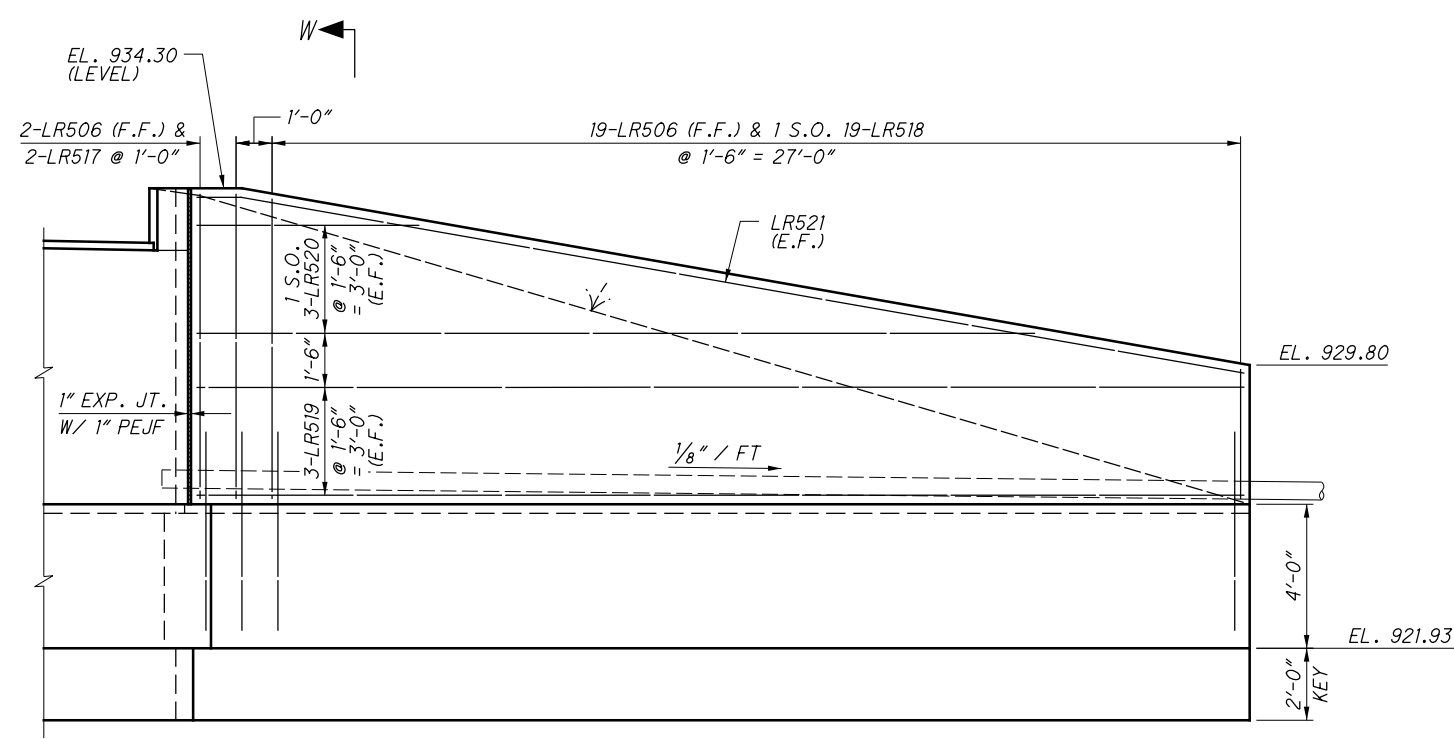 W
EL. 934.30
(LEVEL)
1'-0"
2-LR506 (F.F.) &
2-LR517 @ 1'-0"
19-LR506 (F.F.) & 1 S.O. 19-LR518
@ 1'-6" = 27'-0"
LR521
(E.F.)
1 S.O.
3-LR520
@ 1'-6"
= 3'-0"
(E.F.)
EL. 929.80
1'-6"
1" EXP. JT.
W/ 1" PEJF
3-LR519
@ 1'-6"
= 3'-0"
(E.F.)
1/8" / FT
4'-0"
EL. 921.93
2'-0"
KEY